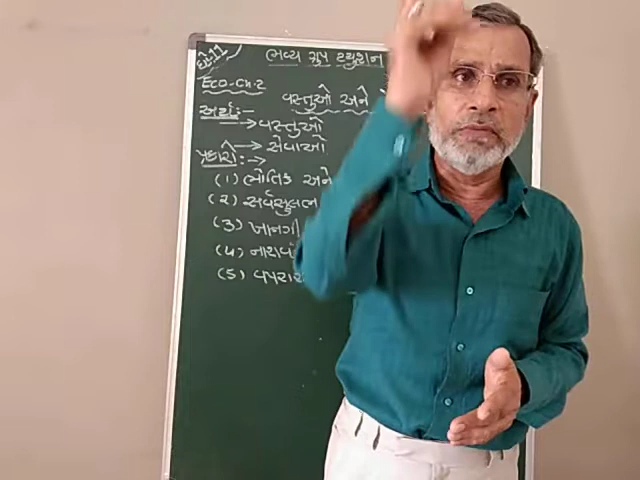 ધો-11
ભવ્ય ગ્રુપ ટ્યુશન
ECO-Ch.2
વસ્તુઓ અને
અર્થ:-
→ વસ્તુઓ
→ સેવાઓ
પ્રકારો:- →
(૧) ભૌતિક અને
(૨) સર્વસુલભ
(૩) ખાનગી
(૪) નાશવં
(૫) વપરા